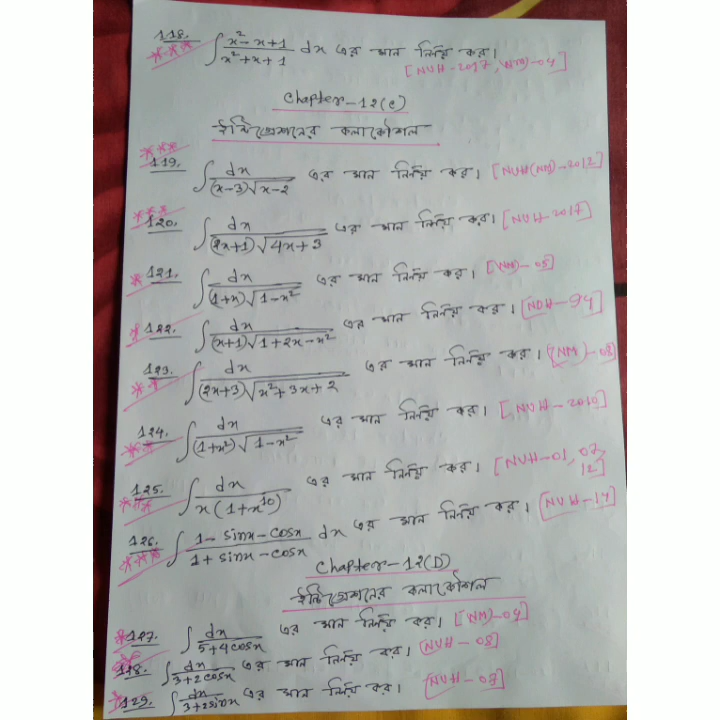 118. ∫ (x²-x+1)/(x²+x+1) dx এর মান নির্ণয় কর। [NUH-2017, NM-04]
Chapter-12(C)
ইন্টিগ্রেশনের কলাকৌশল
119. ∫ dx/((x-3)√(x-2)) এর মান নির্ণয় কর। [NUH(NM)-2012]
120. ∫ dx/((2x+1)√(4x+3)) এর মান নির্ণয় কর। [NUH-2017]
121. ∫ dx/((1+x)√(1-x²)) এর মান নির্ণয় কর। [NM-05]
122. ∫ dx/((x+1)√(1+2x-x²)) এর মান নির্ণয় কর। [NUH-94]
123. ∫ dx/((2x+3)√(x²+3x+2)) এর মান নির্ণয় কর। [(NM)-08]
124. ∫ dx/((1+x²)√(1-x²)) এর মান নির্ণয় কর। [NUH-2010]
125. ∫ dx/(x(1+x¹⁰)) এর মান নির্ণয় কর। [NUH-01, 07, 12]
126. ∫ (1-sinx-cosx)/(1+sinx-cosx) dx এর মান নির্ণয় কর। [NUH-14]
Chapter-12(D)
ইন্টিগ্রেশনের কলাকৌশল
127. ∫ dx/(5+4cosx) এর মান নির্ণয় কর। [NM-04]
128. ∫ dx/(3+2cosx) এর মান নির্ণয় কর। [NUH-05]
129. ∫ dx/(3+2sinx) এর মান নির্ণয় কর। [NUH-07]